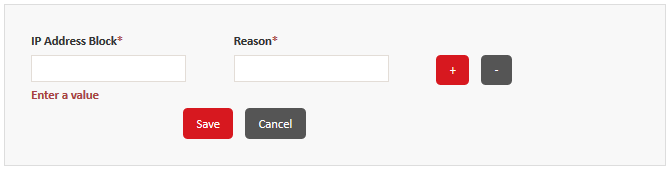 IP Address Block* Reason*
+ -
Enter a value
Save Cancel